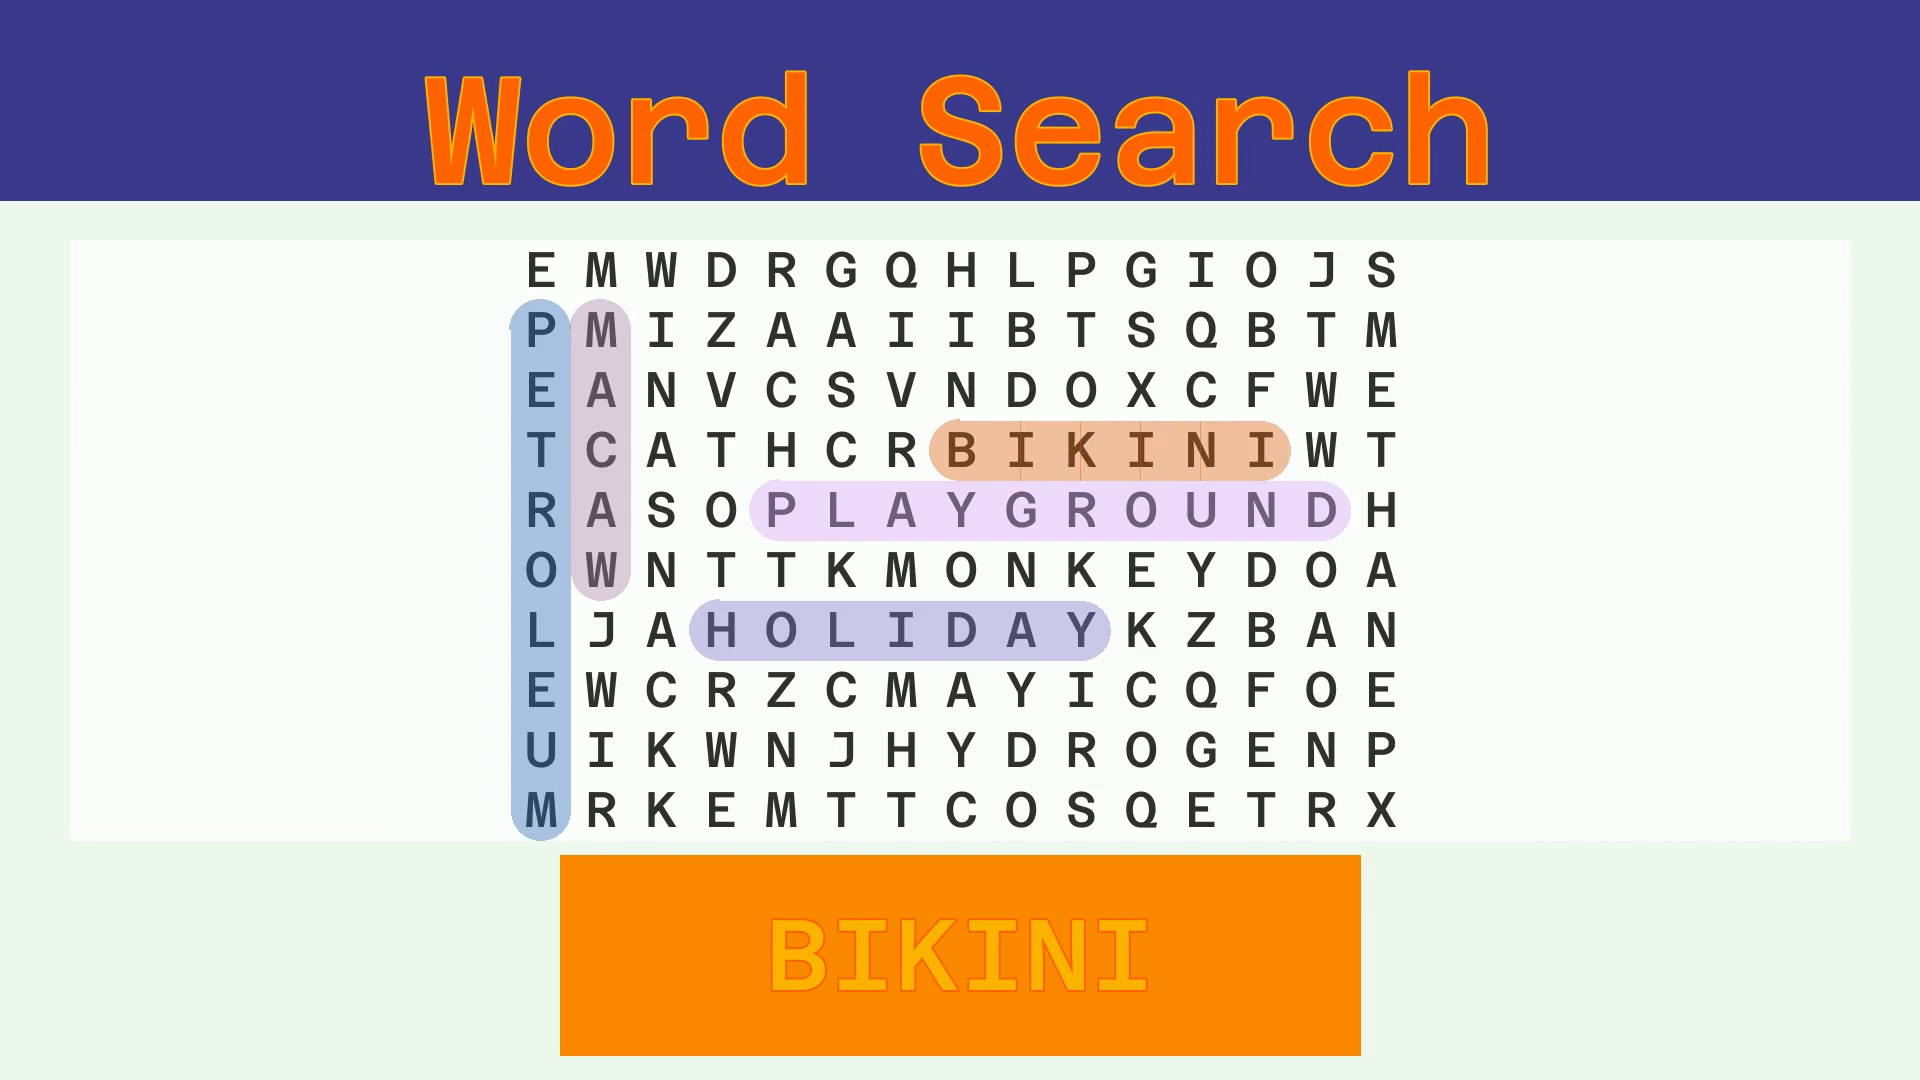 Word Search
E M W D R G Q H L P G I O J S
P M I Z A A I I B T S Q B T M
E A N V C S V N D O X C F W E
T C A T H C R B I K I N I W T
R A S O P L A Y G R O U N D H
O W N T T K M O N K E Y D O A
L J A H O L I D A Y K Z B A N
E W C R Z C M A Y I C Q F O E
U I K W N J H Y D R O G E N P
M R K E M T T C O S Q E T R X
BIKINI